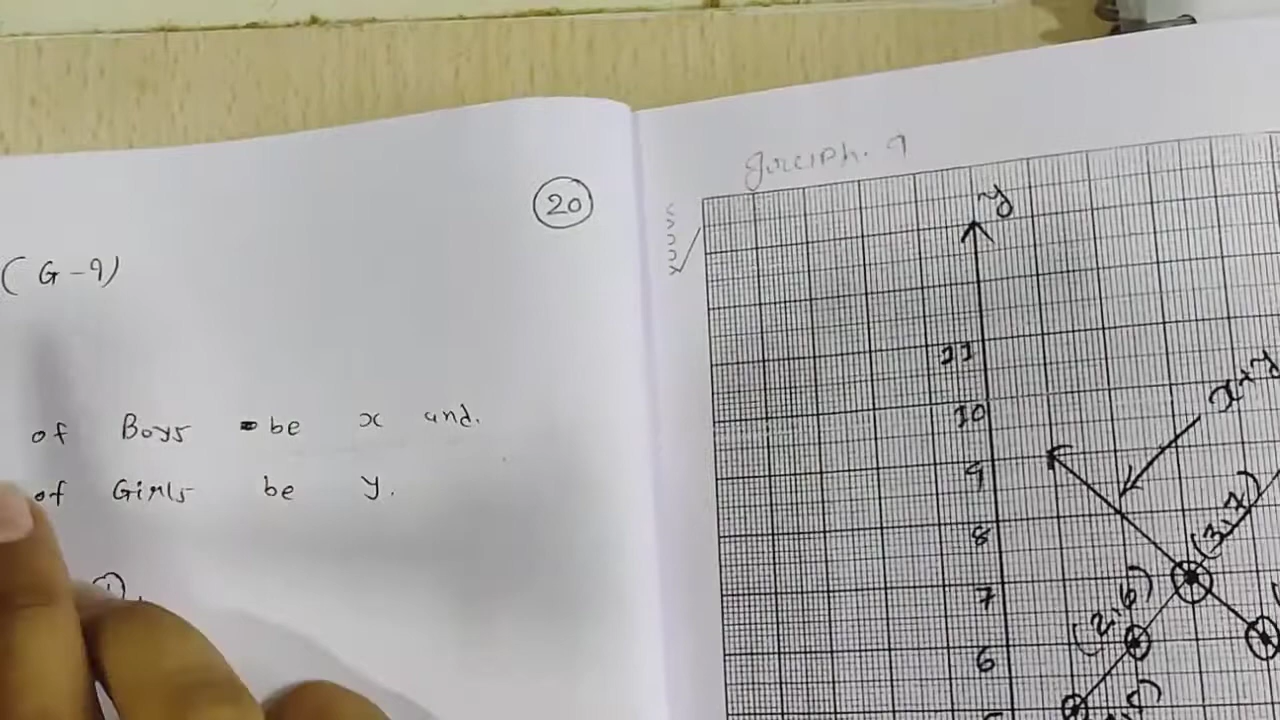 20
(G-9)
of Boys be x and.
of Girls be y.
1
graph. 9
y
11
10
9
8
7
6
x+y
(3,7)
(2,6)